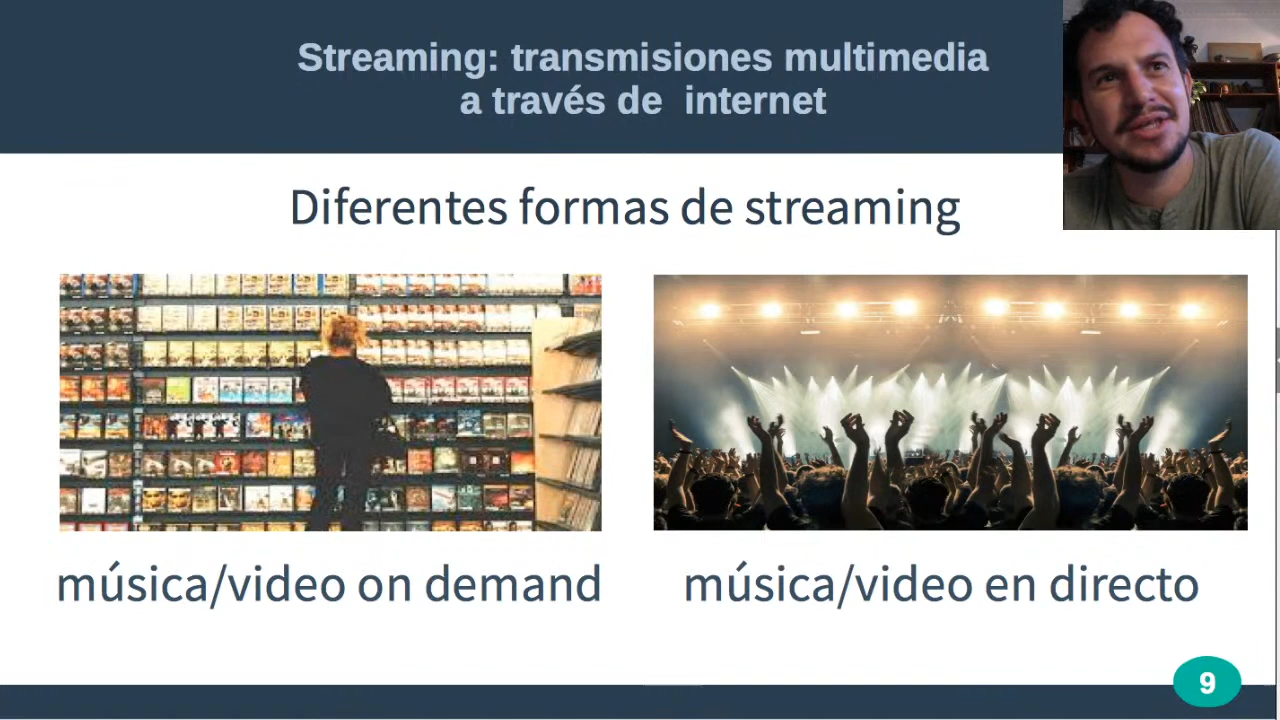 Streaming: transmisiones multimedia
a través de  internet
Diferentes formas de streaming
música/video on demand
música/video en directo
9